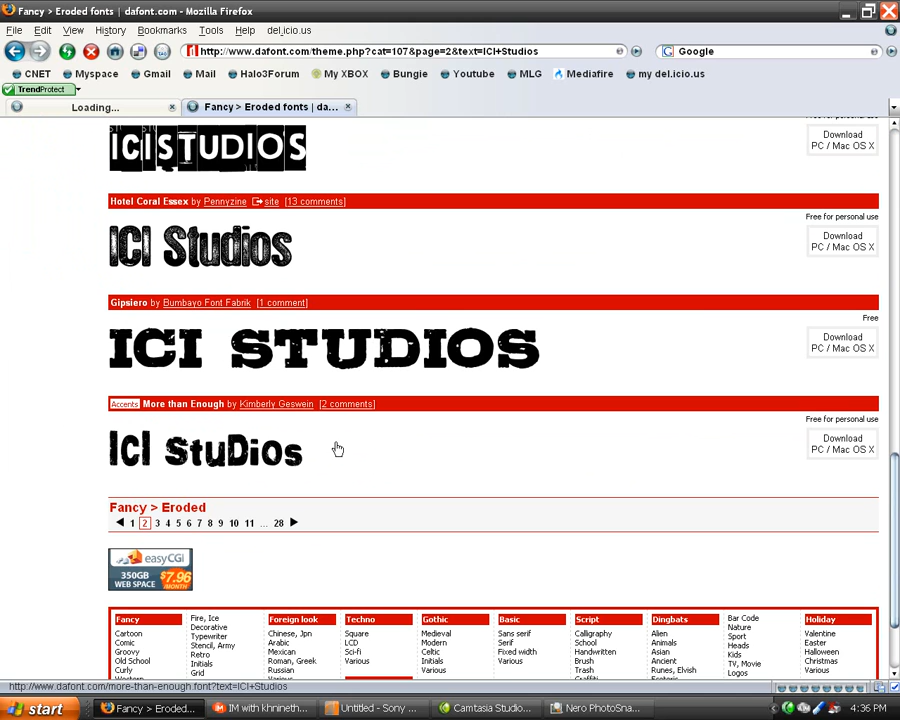 Fancy > Eroded fonts | dafont.com - Mozilla Firefox
File Edit View History Bookmarks Tools Help del.icio.us
http://www.dafont.com/theme.php?cat=107&page=2&text=ICI+Studios
Google
CNET Myspace Gmail Mail Halo3Forum My XBOX Bungie Youtube MLG Mediafire my del.icio.us
TrendProtect
Loading... Fancy > Eroded fonts | da...
ICISTUDIOS
Download
PC / Mac OS X
Hotel Coral Essex by Pennyzine site [13 comments]
Free for personal use
ICI Studios
Download
PC / Mac OS X
Gipsiero by Bumbayo Font Fabrik [1 comment]
Free
ICI STUDIOS
Download
PC / Mac OS X
Accents More than Enough by Kimberly Geswein [2 comments]
Free for personal use
ICI StuDios
Download
PC / Mac OS X
Fancy > Eroded
1 2 3 4 5 6 7 8 9 10 11 ... 28
easyCGI
350GB
WEB SPACE
$7.96
/MONTH
Fancy
Cartoon
Comic
Groovy
Old School
Curly
Western
Fire, Ice
Decorative
Typewriter
Stencil, Army
Retro
Initials
Grid
Foreign look
Chinese, Jpn
Arabic
Mexican
Roman, Greek
Russian
Various
Techno
Square
LCD
Sci-fi
Various
Gothic
Medieval
Modern
Celtic
Initials
Various
Basic
Sans serif
Serif
Fixed width
Various
Script
Calligraphy
School
Handwritten
Brush
Trash
Graffiti
Dingbats
Alien
Animals
Asian
Ancient
Runes, Elvish
Esoteric
Bar Code
Nature
Sport
Heads
Kids
TV, Movie
Logos
Holiday
Valentine
Easter
Halloween
Christmas
Various
http://www.dafont.com/more-than-enough.font?text=ICI+Studios
start Fancy > Eroded... IM with khnineth... Untitled - Sony ... Camtasia Studio... Nero PhotoSna... 4:36 PM